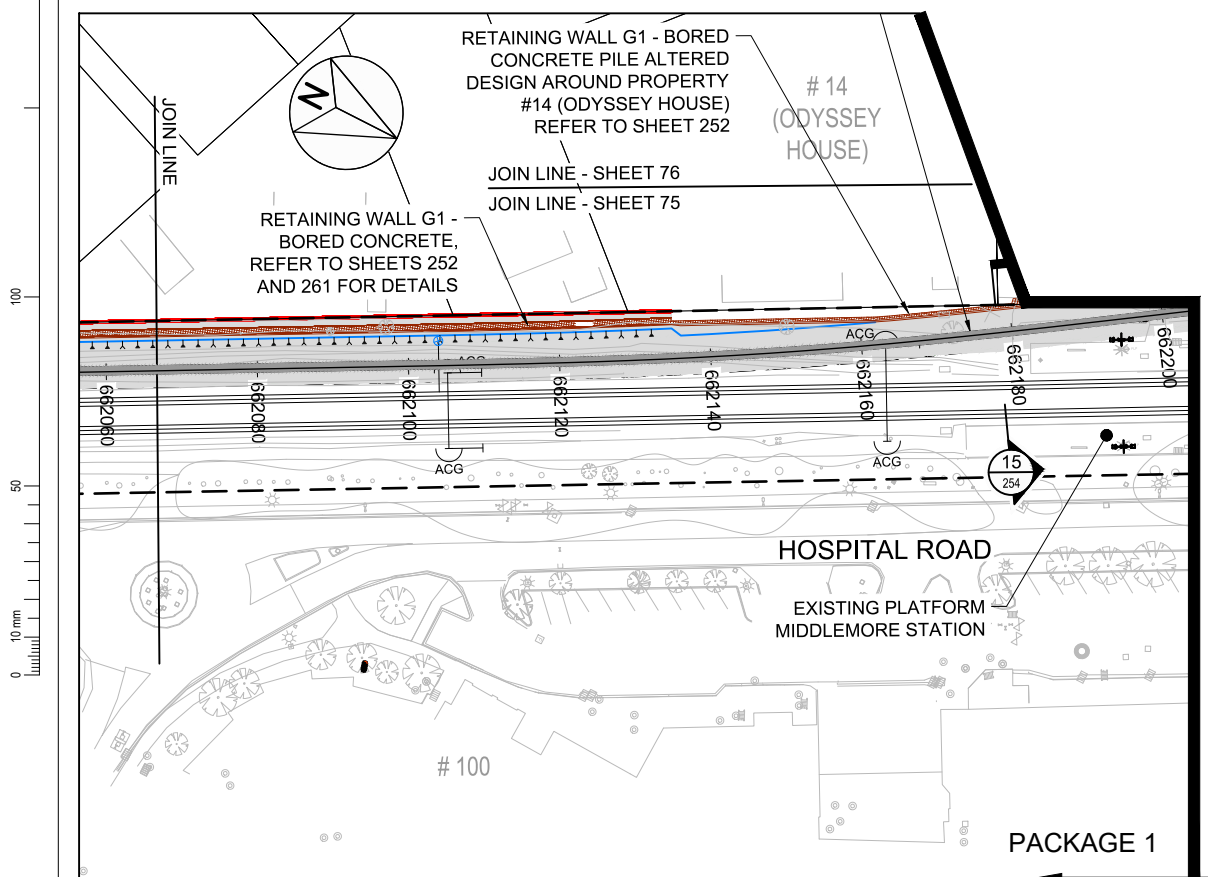 RETAINING WALL G1 - BORED
CONCRETE PILE ALTERED
DESIGN AROUND PROPERTY
#14 (ODYSSEY HOUSE)
REFER TO SHEET 252
# 14
(ODYSSEY
HOUSE)
N
JOIN LINE
JOIN LINE - SHEET 76
JOIN LINE - SHEET 75
RETAINING WALL G1 -
BORED CONCRETE,
REFER TO SHEETS 252
AND 261 FOR DETAILS
100
50
10 mm
0
ACG
ACG
662060
662080
662100
662120
662140
662160
662180
662200
ACG
ACG
15
254
HOSPITAL ROAD
EXISTING PLATFORM
MIDDLEMORE STATION
# 100
PACKAGE 1